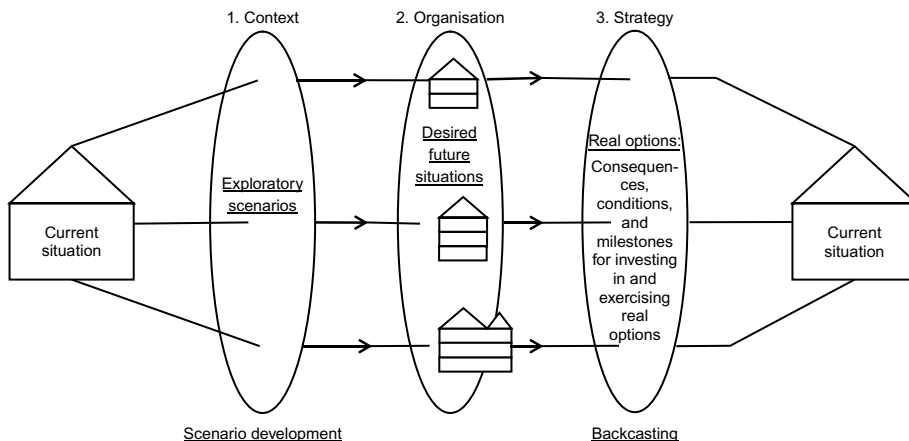 1. Context
2. Organisation
3. Strategy
Current
situation
Exploratory
scenarios
Desired
future
situations
Real options:
Consequen-
ces,
conditions,
and
milestones
for investing
in and
exercising
real
options
Current
situation
Scenario development
Backcasting